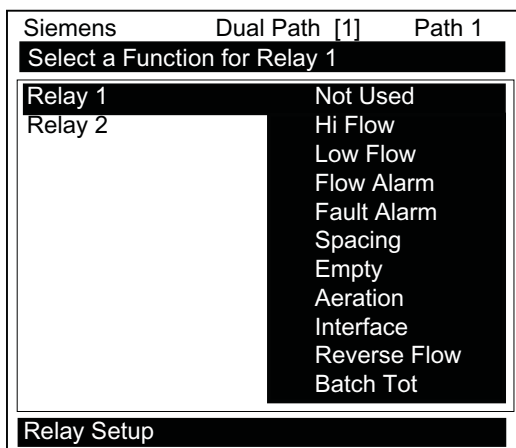 Siemens Dual Path [1] Path 1
Select a Function for Relay 1
Relay 1 Not Used
Relay 2 Hi Flow
Low Flow
Flow Alarm
Fault Alarm
Spacing
Empty
Aeration
Interface
Reverse Flow
Batch Tot
Relay Setup